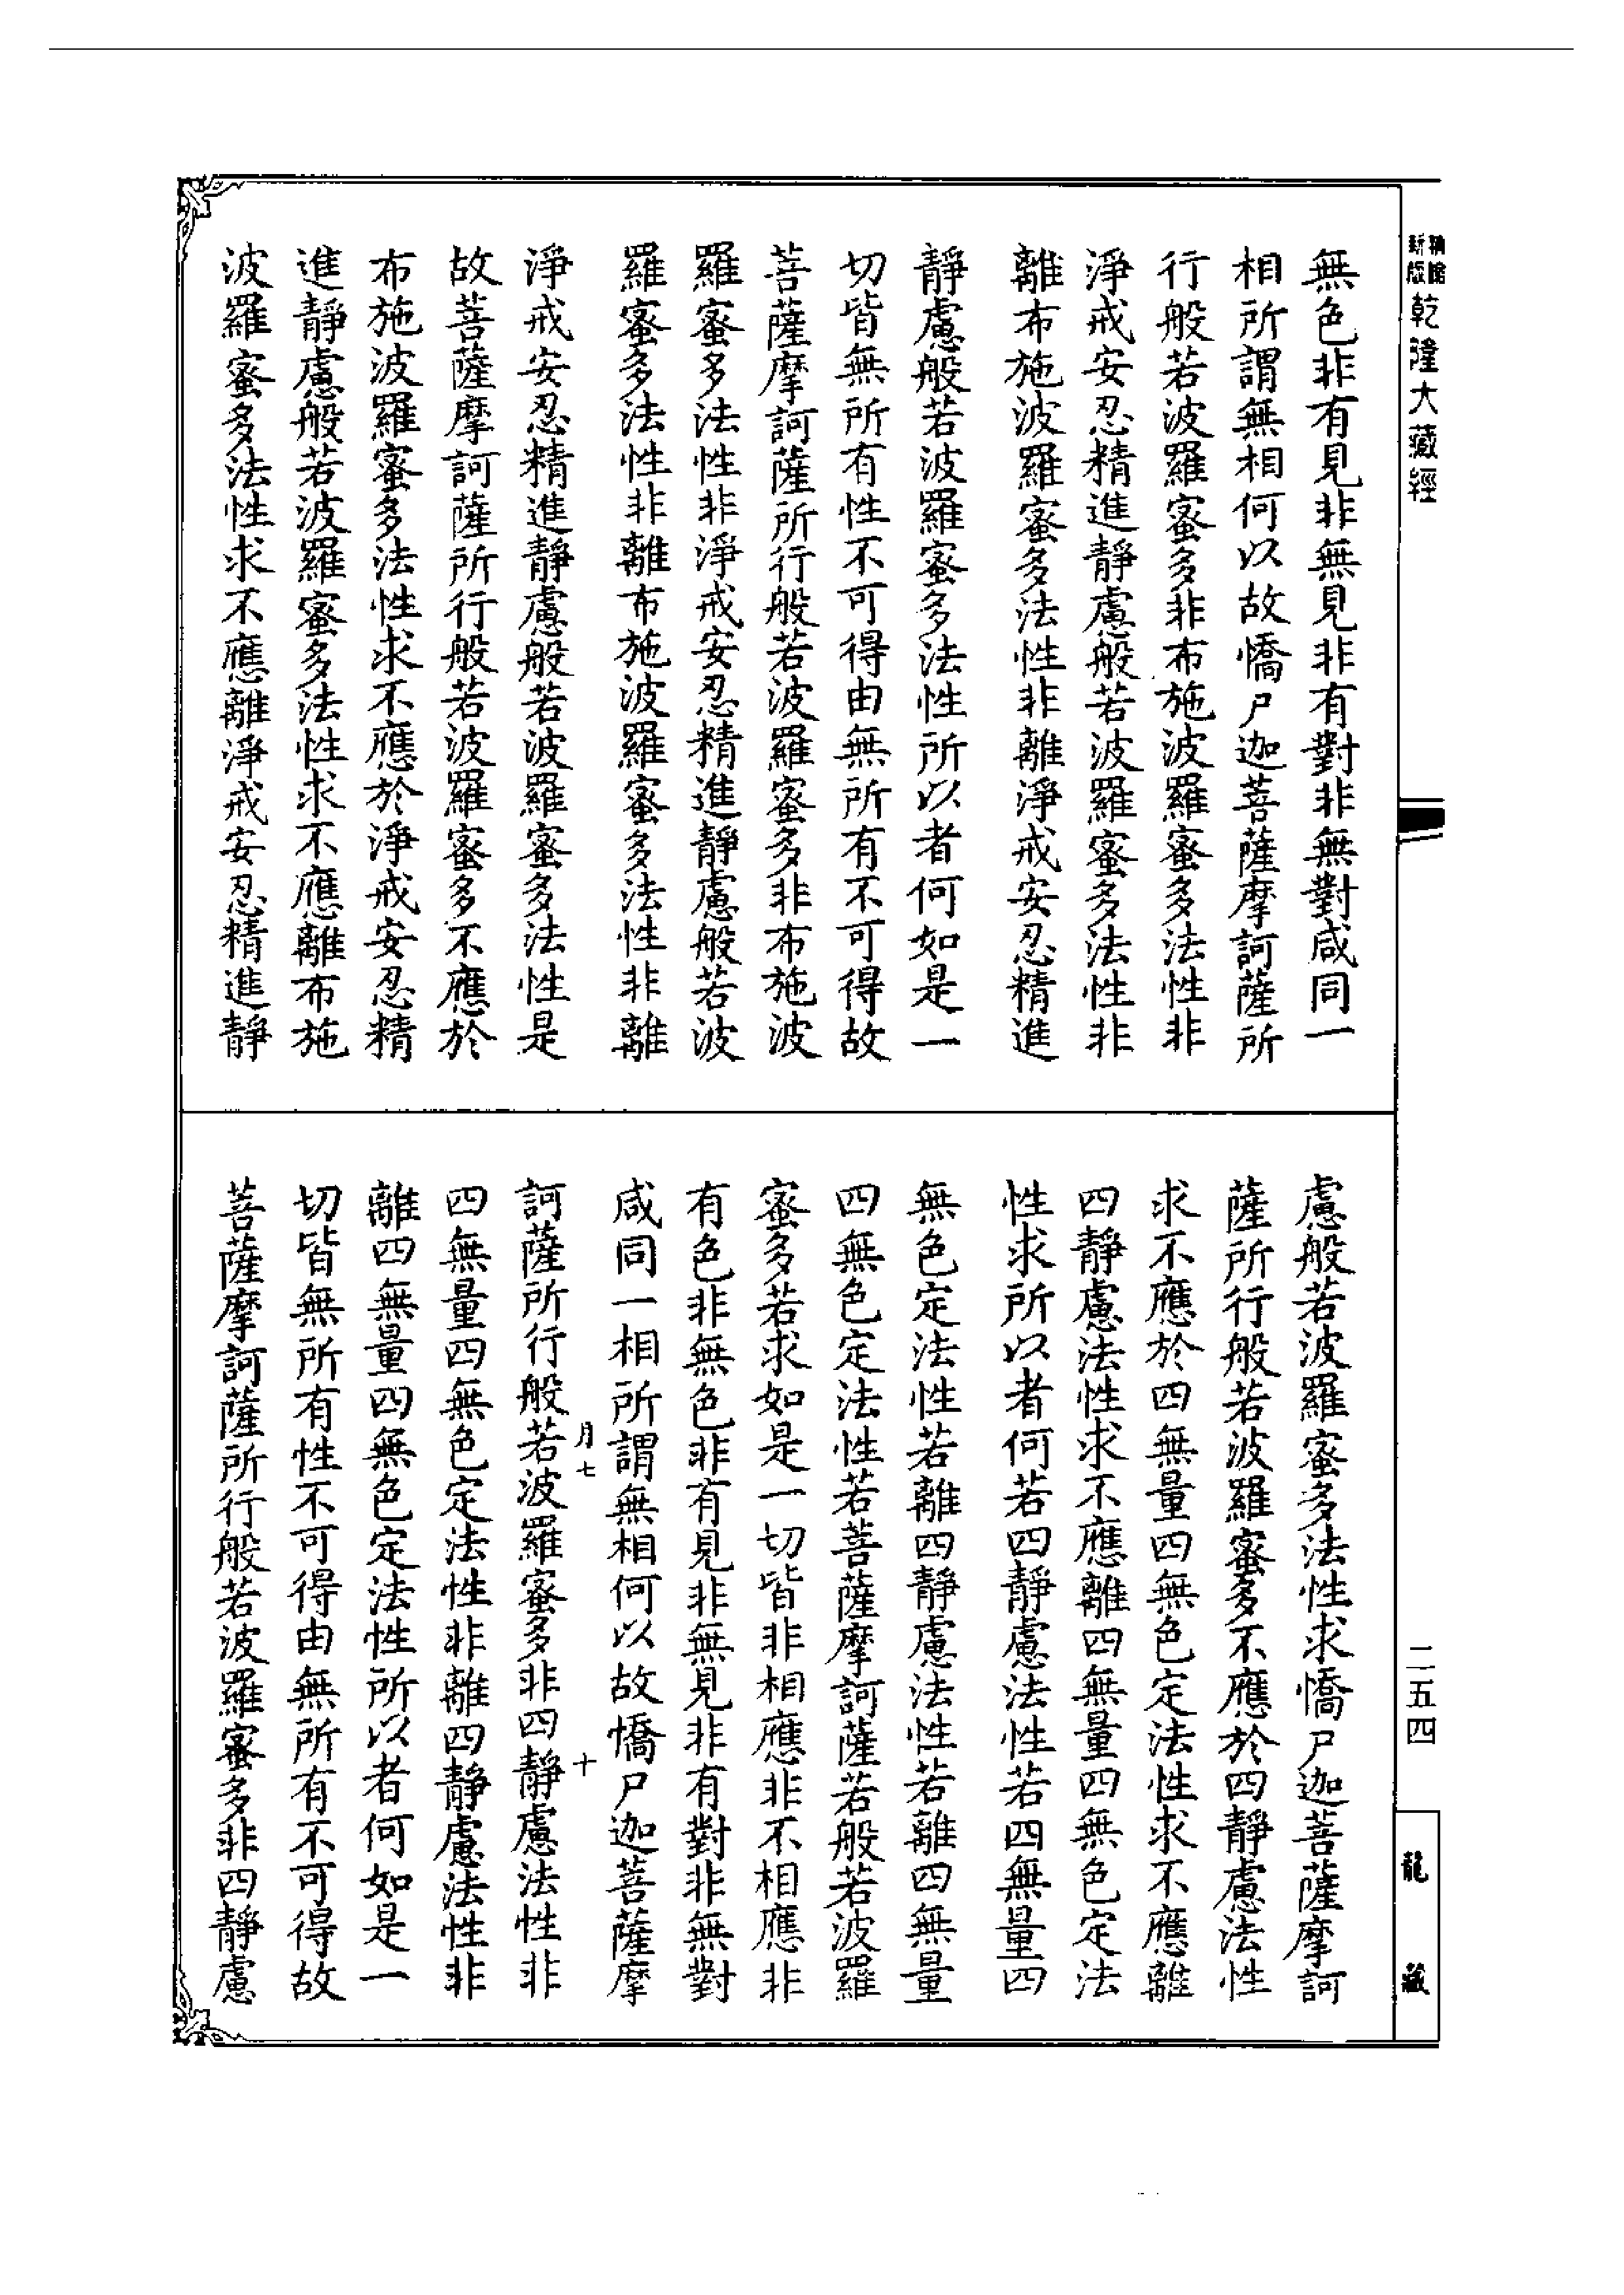 乾隆大藏經
無色非有見非無見非有對非無對咸同一
相所謂無相何以故憍尸迦菩薩摩訶薩所
行般若波羅蜜多非布施波羅蜜多法性非
淨戒安忍精進靜慮般若波羅蜜多法性非
離布施波羅蜜多法性非離淨戒安忍精進
靜慮般若波羅蜜多法性所以者何如是一
切皆無所有性不可得由無所有不可得故
菩薩摩訶薩所行般若波羅蜜多非布施波
羅蜜多法性非淨戒安忍精進靜慮般若波
羅蜜多法性非離布施波羅蜜多法性非離
淨戒安忍精進靜慮般若波羅蜜多法性是
故菩薩摩訶薩所行般若波羅蜜多不應於
布施波羅蜜多法性求不應於淨戒安忍精
進靜慮般若波羅蜜多法性求不應離布施
波羅蜜多法性求不應離淨戒安忍精進靜
慮般若波羅蜜多法性求憍尸迦菩薩摩訶
薩所行般若波羅蜜多不應於四靜慮法性
求不應於四無量四無色定法性求不應離
四靜慮法性求不應離四無量四無色定法
性求所以者何若四靜慮法性若四無量四
無色定法性若離四靜慮法性若離四無量
四無色定法性若菩薩摩訶薩若般若波羅
蜜多若求如是一切皆非相應非不相應非
有色非無色非有見非無見非有對非無對
咸同一相所謂無相何以故憍尸迦菩薩摩
月七
十
訶薩所行般若波羅蜜多非四靜慮法性非
四無量四無色定法性非離四靜慮法性非
離四無量四無色定法性所以者何如是一
切皆無所有性不可得由無所有不可得故
菩薩摩訶薩所行般若波羅蜜多非四靜慮
二五四
龍藏